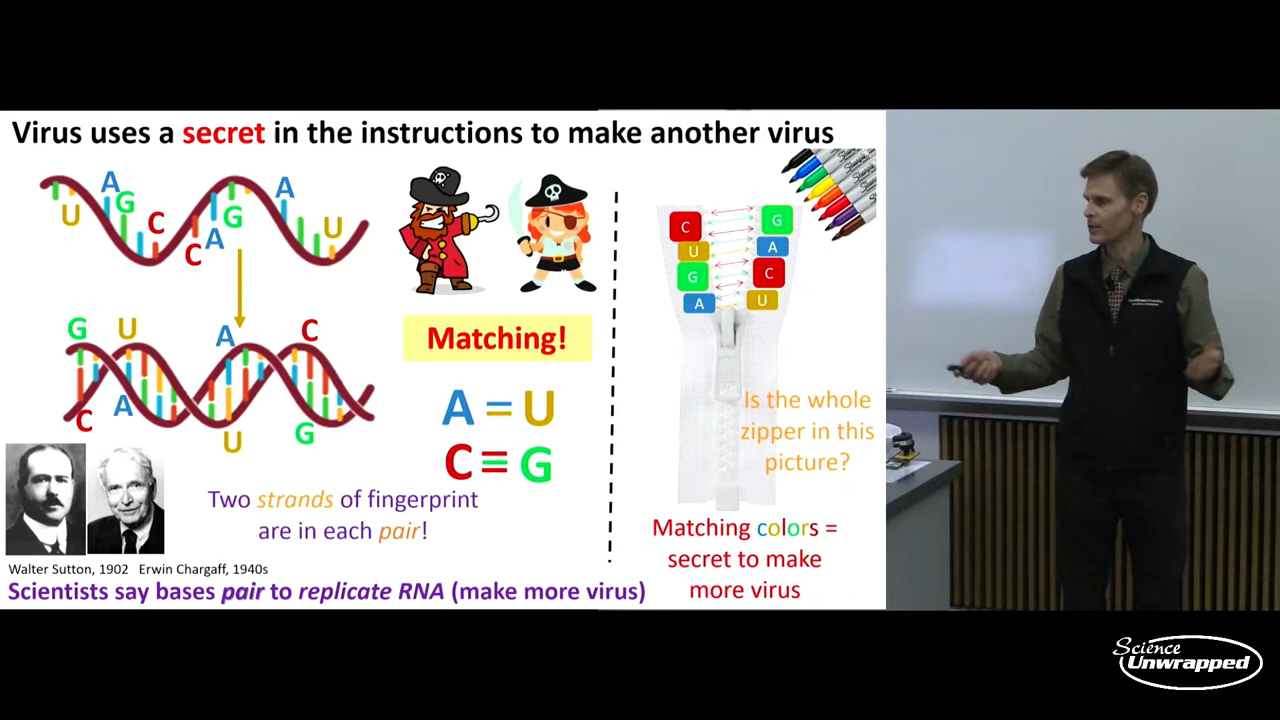 Virus uses a secret in the instructions to make another virus
U
A
G
C
C
A
G
A
U
G
U
A
C
C
A
U
G
Matching!
A = U
C ≡ G
Two strands of fingerprint
are in each pair!
Walter Sutton, 1902 Erwin Chargaff, 1940s
Scientists say bases pair to replicate RNA (make more virus)
Sharpie
C
G
U
A
G
C
A
U
Is the whole
zipper in this
picture?
Matching colors =
secret to make
more virus
Science
Unwrapped